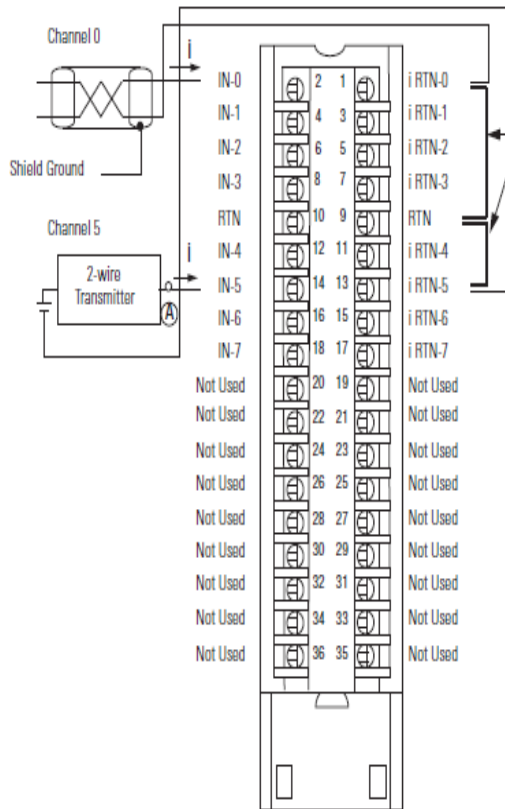 Channel 0
i
IN-0 2 1 i RTN-0
IN-1 4 3 i RTN-1
IN-2 6 5 i RTN-2
Shield Ground
IN-3 8 7 i RTN-3
RTN 10 9 RTN
Channel 5
i
IN-4 12 11 i RTN-4
2-wire
Transmitter
IN-5 14 13 i RTN-5
A
IN-6 16 15 i RTN-6
IN-7 18 17 i RTN-7
Not Used 20 19 Not Used
Not Used 22 21 Not Used
Not Used 24 23 Not Used
Not Used 26 25 Not Used
Not Used 28 27 Not Used
Not Used 30 29 Not Used
Not Used 32 31 Not Used
Not Used 34 33 Not Used
Not Used 36 35 Not Used